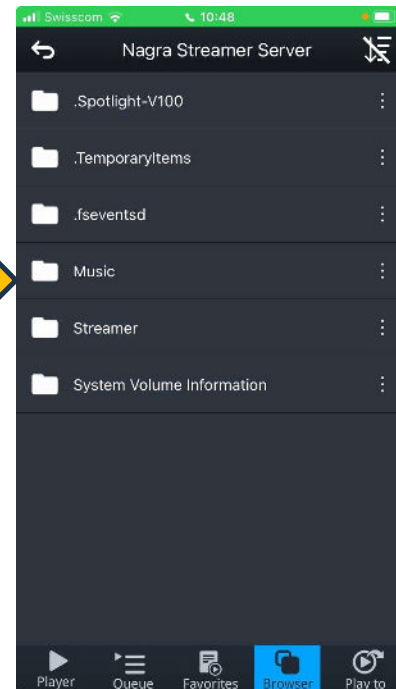 Swisscom 10:48
Nagra Streamer Server
.Spotlight-V100
.TemporaryItems
.fseventsd
Music
Streamer
System Volume Information
Player Queue Favorites Browser Play to